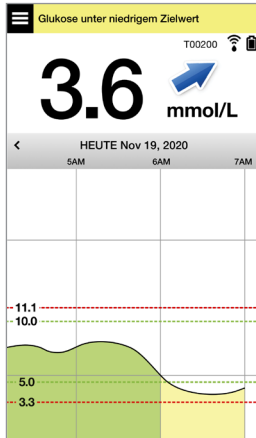 Glukose unter niedrigem Zielwert
T00200
3.6
mmol/L
HEUTE Nov 19, 2020
5AM 6AM 7AM
11.1
10.0
5.0
3.3